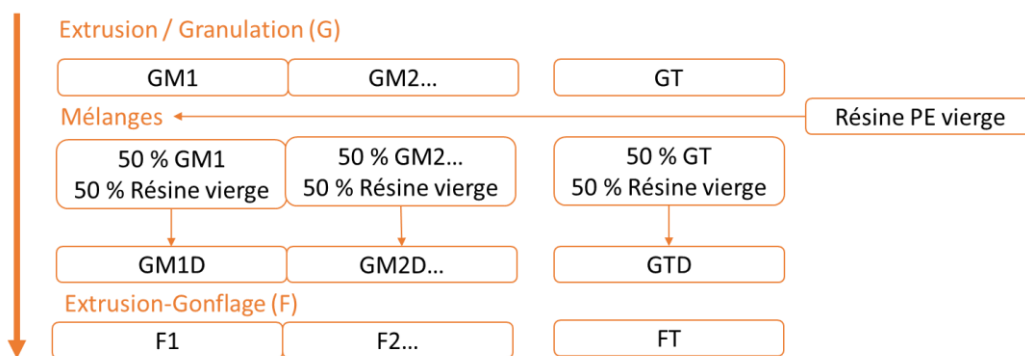 Extrusion / Granulation (G)
GM1
GM2...
GT
Mélanges
Résine PE vierge
50 % GM1
50 % Résine vierge
50 % GM2...
50 % Résine vierge
50 % GT
50 % Résine vierge
GM1D
GM2D...
GTD
Extrusion-Gonflage (F)
F1
F2...
FT